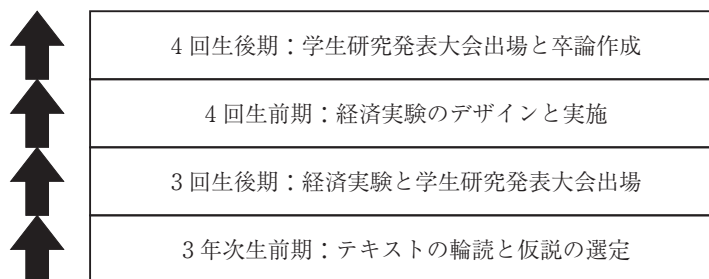 4回生後期：学生研究発表大会出場と卒論作成
4回生前期：経済実験のデザインと実施
3回生後期：経済実験と学生研究発表大会出場
3年次生前期：テキストの輪読と仮説の選定